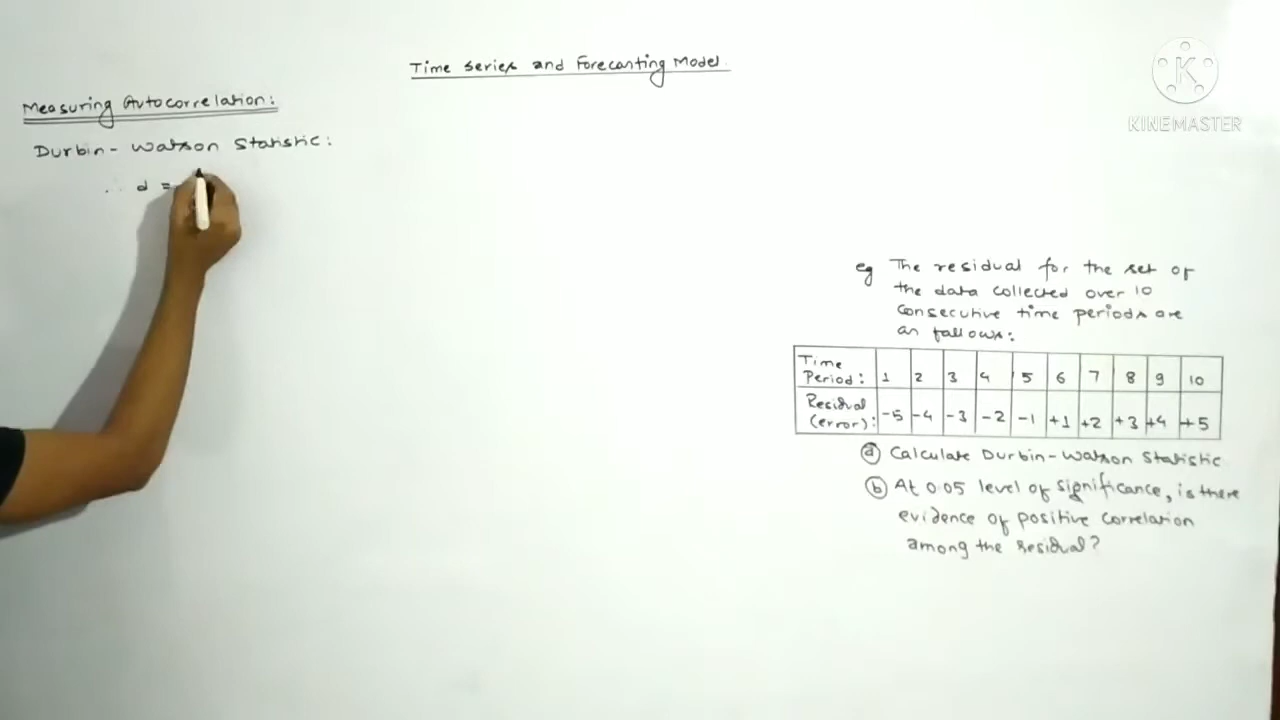 Time series and Forecasting Model
KINEMASTER
Measuring Autocorrelation:
Durbin-Watson Statistic:
∴ d =
eg The residual for the set of
the data collected over 10
consecutive time periods are
as follows:
Time Period: 1 2 3 4 5 6 7 8 9 10
Residual (error): -5 -4 -3 -2 -1 +1 +2 +3 +4 +5
(a) Calculate Durbin-Watson Statistic
(b) At 0.05 level of significance, is there
evidence of positive correlation
among the residual?